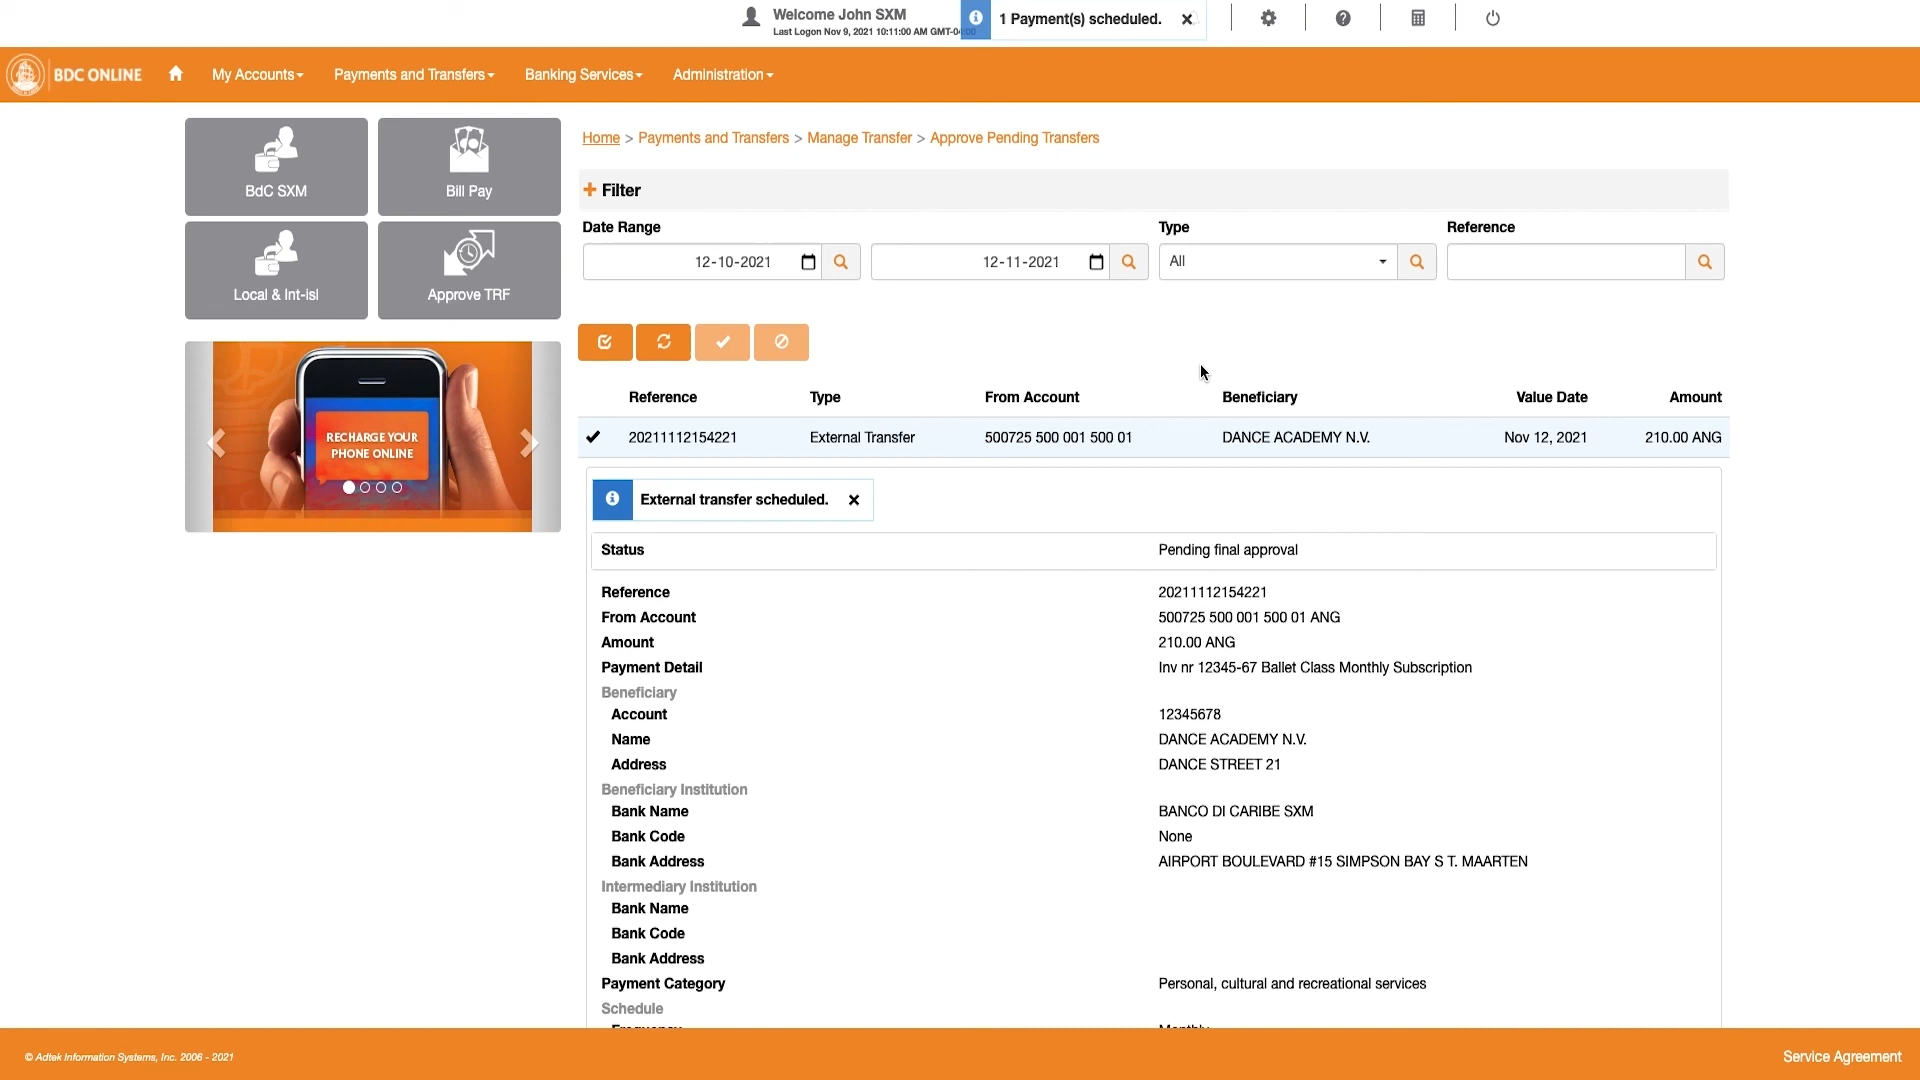 Welcome John SXM
Last Logon Nov 9, 2021 10:11:00 AM GMT-04:00
1 Payment(s) scheduled.
BDC ONLINE
My Accounts
Payments and Transfers
Banking Services
Administration
BdC SXM
Bill Pay
Local & Int-isl
Approve TRF
RECHARGE YOUR
PHONE ONLINE
Home > Payments and Transfers > Manage Transfer > Approve Pending Transfers
Filter
Date Range
Type
Reference
12-10-2021
12-11-2021
All
Reference Type From Account Beneficiary Value Date Amount
20211112154221 External Transfer 500725 500 001 500 01 DANCE ACADEMY N.V. Nov 12, 2021 210.00 ANG
External transfer scheduled.
Status Pending final approval
Reference 20211112154221
From Account 500725 500 001 500 01 ANG
Amount 210.00 ANG
Payment Detail Inv nr 12345-67 Ballet Class Monthly Subscription
Beneficiary
Account 12345678
Name DANCE ACADEMY N.V.
Address DANCE STREET 21
Beneficiary Institution
Bank Name BANCO DI CARIBE SXM
Bank Code None
Bank Address AIRPORT BOULEVARD #15 SIMPSON BAY S T. MAARTEN
Intermediary Institution
Bank Name
Bank Code
Bank Address
Payment Category Personal, cultural and recreational services
Schedule
Frequency Monthly
© Adtek Information Systems, Inc. 2006 - 2021
Service Agreement